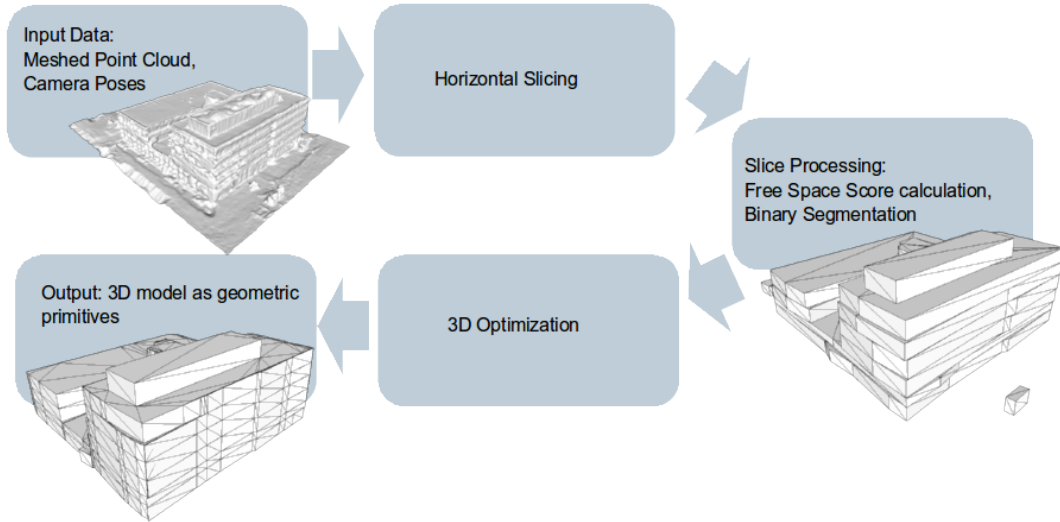 Input Data:
Meshed Point Cloud,
Camera Poses
Horizontal Slicing
Slice Processing:
Free Space Score calculation,
Binary Segmentation
3D Optimization
Output: 3D model as geometric
primitives